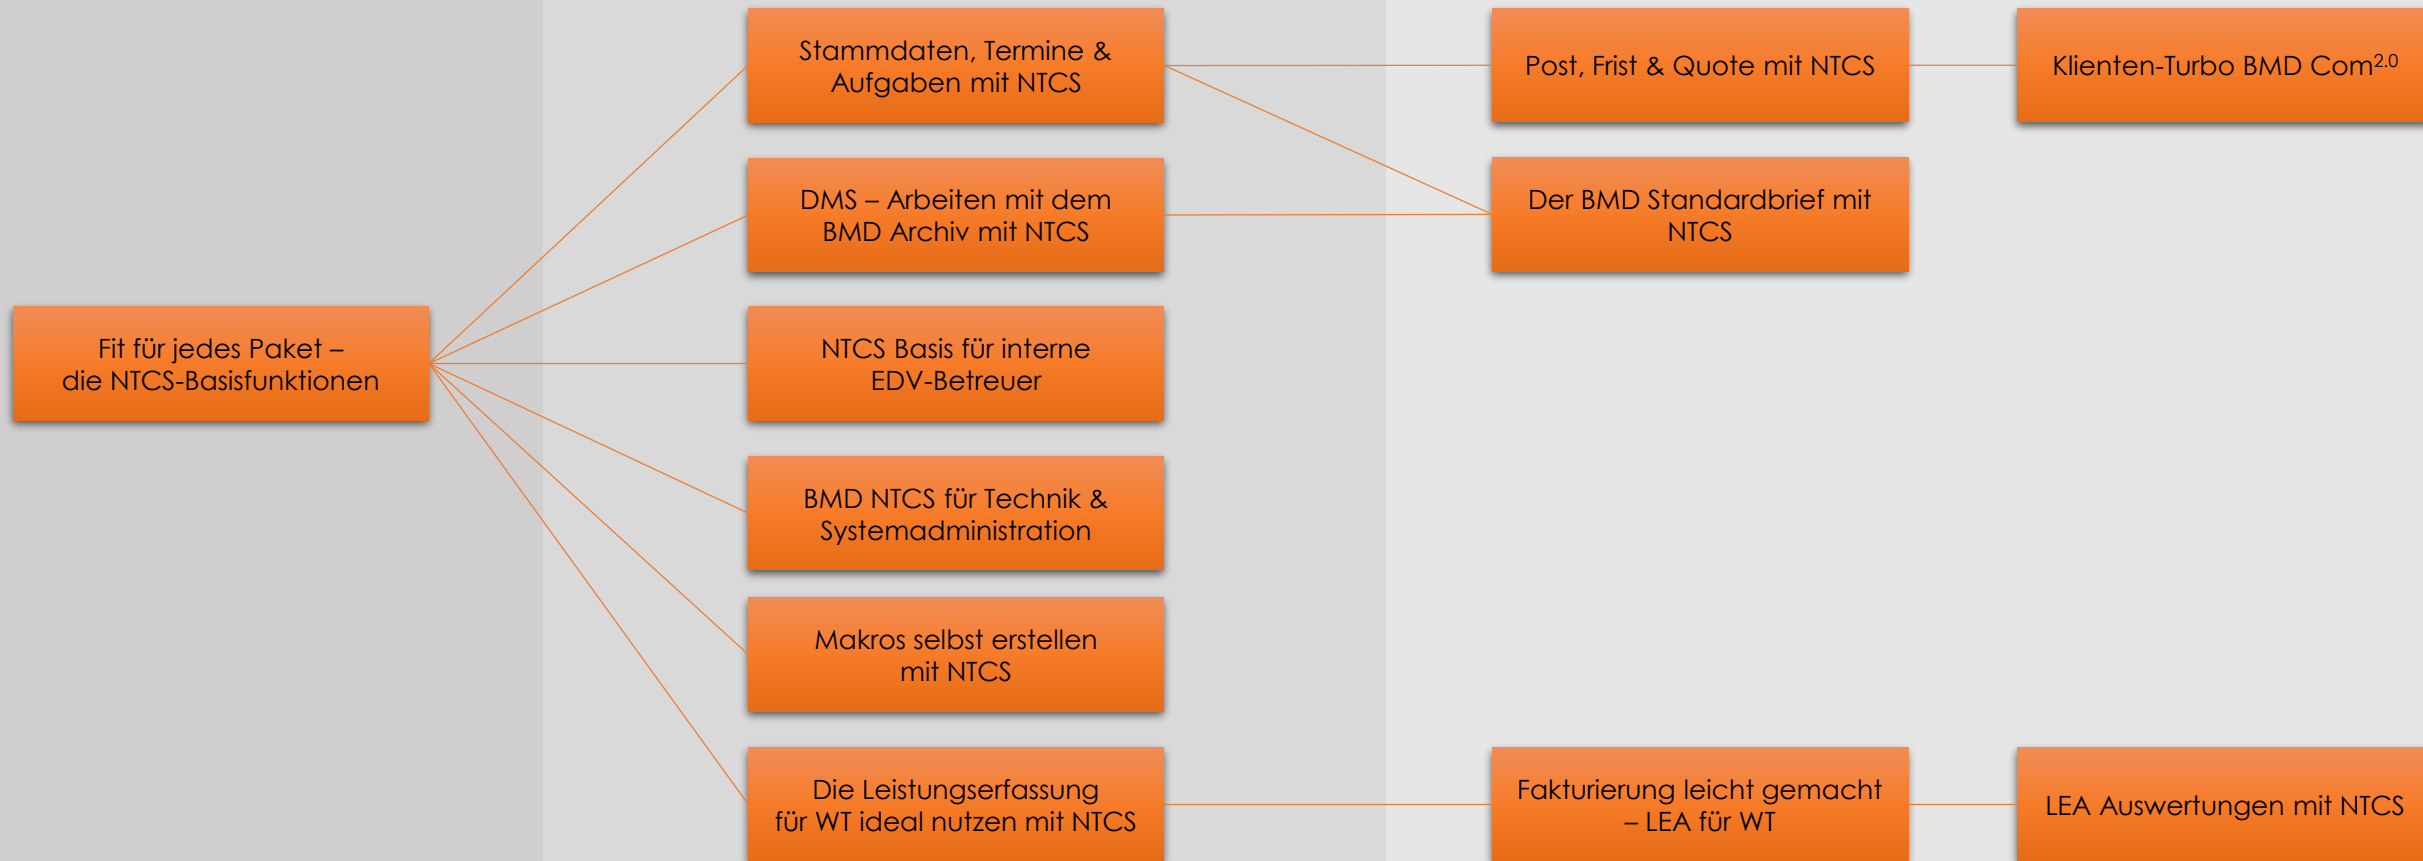 Stammdaten, Termine &
Aufgaben mit NTCS
Post, Frist & Quote mit NTCS
Klienten-Turbo BMD Com2.0
DMS – Arbeiten mit dem
BMD Archiv mit NTCS
Der BMD Standardbrief mit
NTCS
Fit für jedes Paket –
die NTCS-Basisfunktionen
NTCS Basis für interne
EDV-Betreuer
BMD NTCS für Technik &
Systemadministration
Makros selbst erstellen
mit NTCS
Die Leistungserfassung
für WT ideal nutzen mit NTCS
Fakturierung leicht gemacht
– LEA für WT
LEA Auswertungen mit NTCS